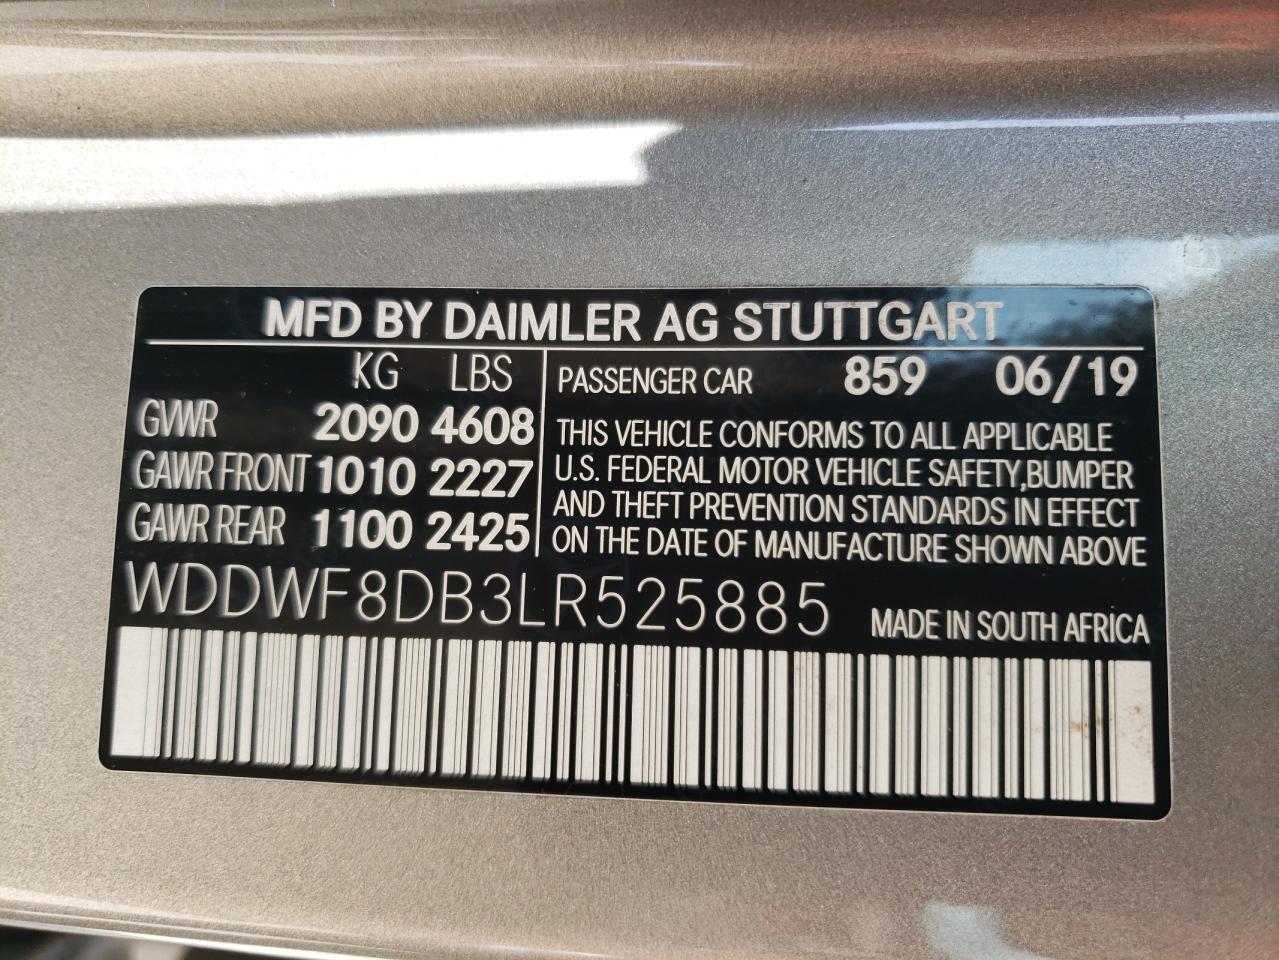 MFD BY DAIMLER AG STUTTGART
KG LBS
GVWR 2090 4608
GAWR FRONT 1010 2227
GAWR REAR 1100 2425
PASSENGER CAR 859 06/19
THIS VEHICLE CONFORMS TO ALL APPLICABLE
U.S. FEDERAL MOTOR VEHICLE SAFETY,BUMPER
AND THEFT PREVENTION STANDARDS IN EFFECT
ON THE DATE OF MANUFACTURE SHOWN ABOVE
WDDWF8DB3LR525885
MADE IN SOUTH AFRICA